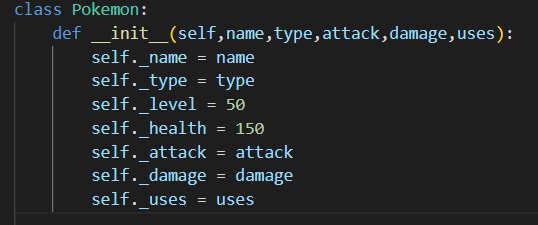 class Pokemon:
    def __init__(self,name,type,attack,damage,uses):
        self._name = name
        self._type = type
        self._level = 50
        self._health = 150
        self._attack = attack
        self._damage = damage
        self._uses = uses